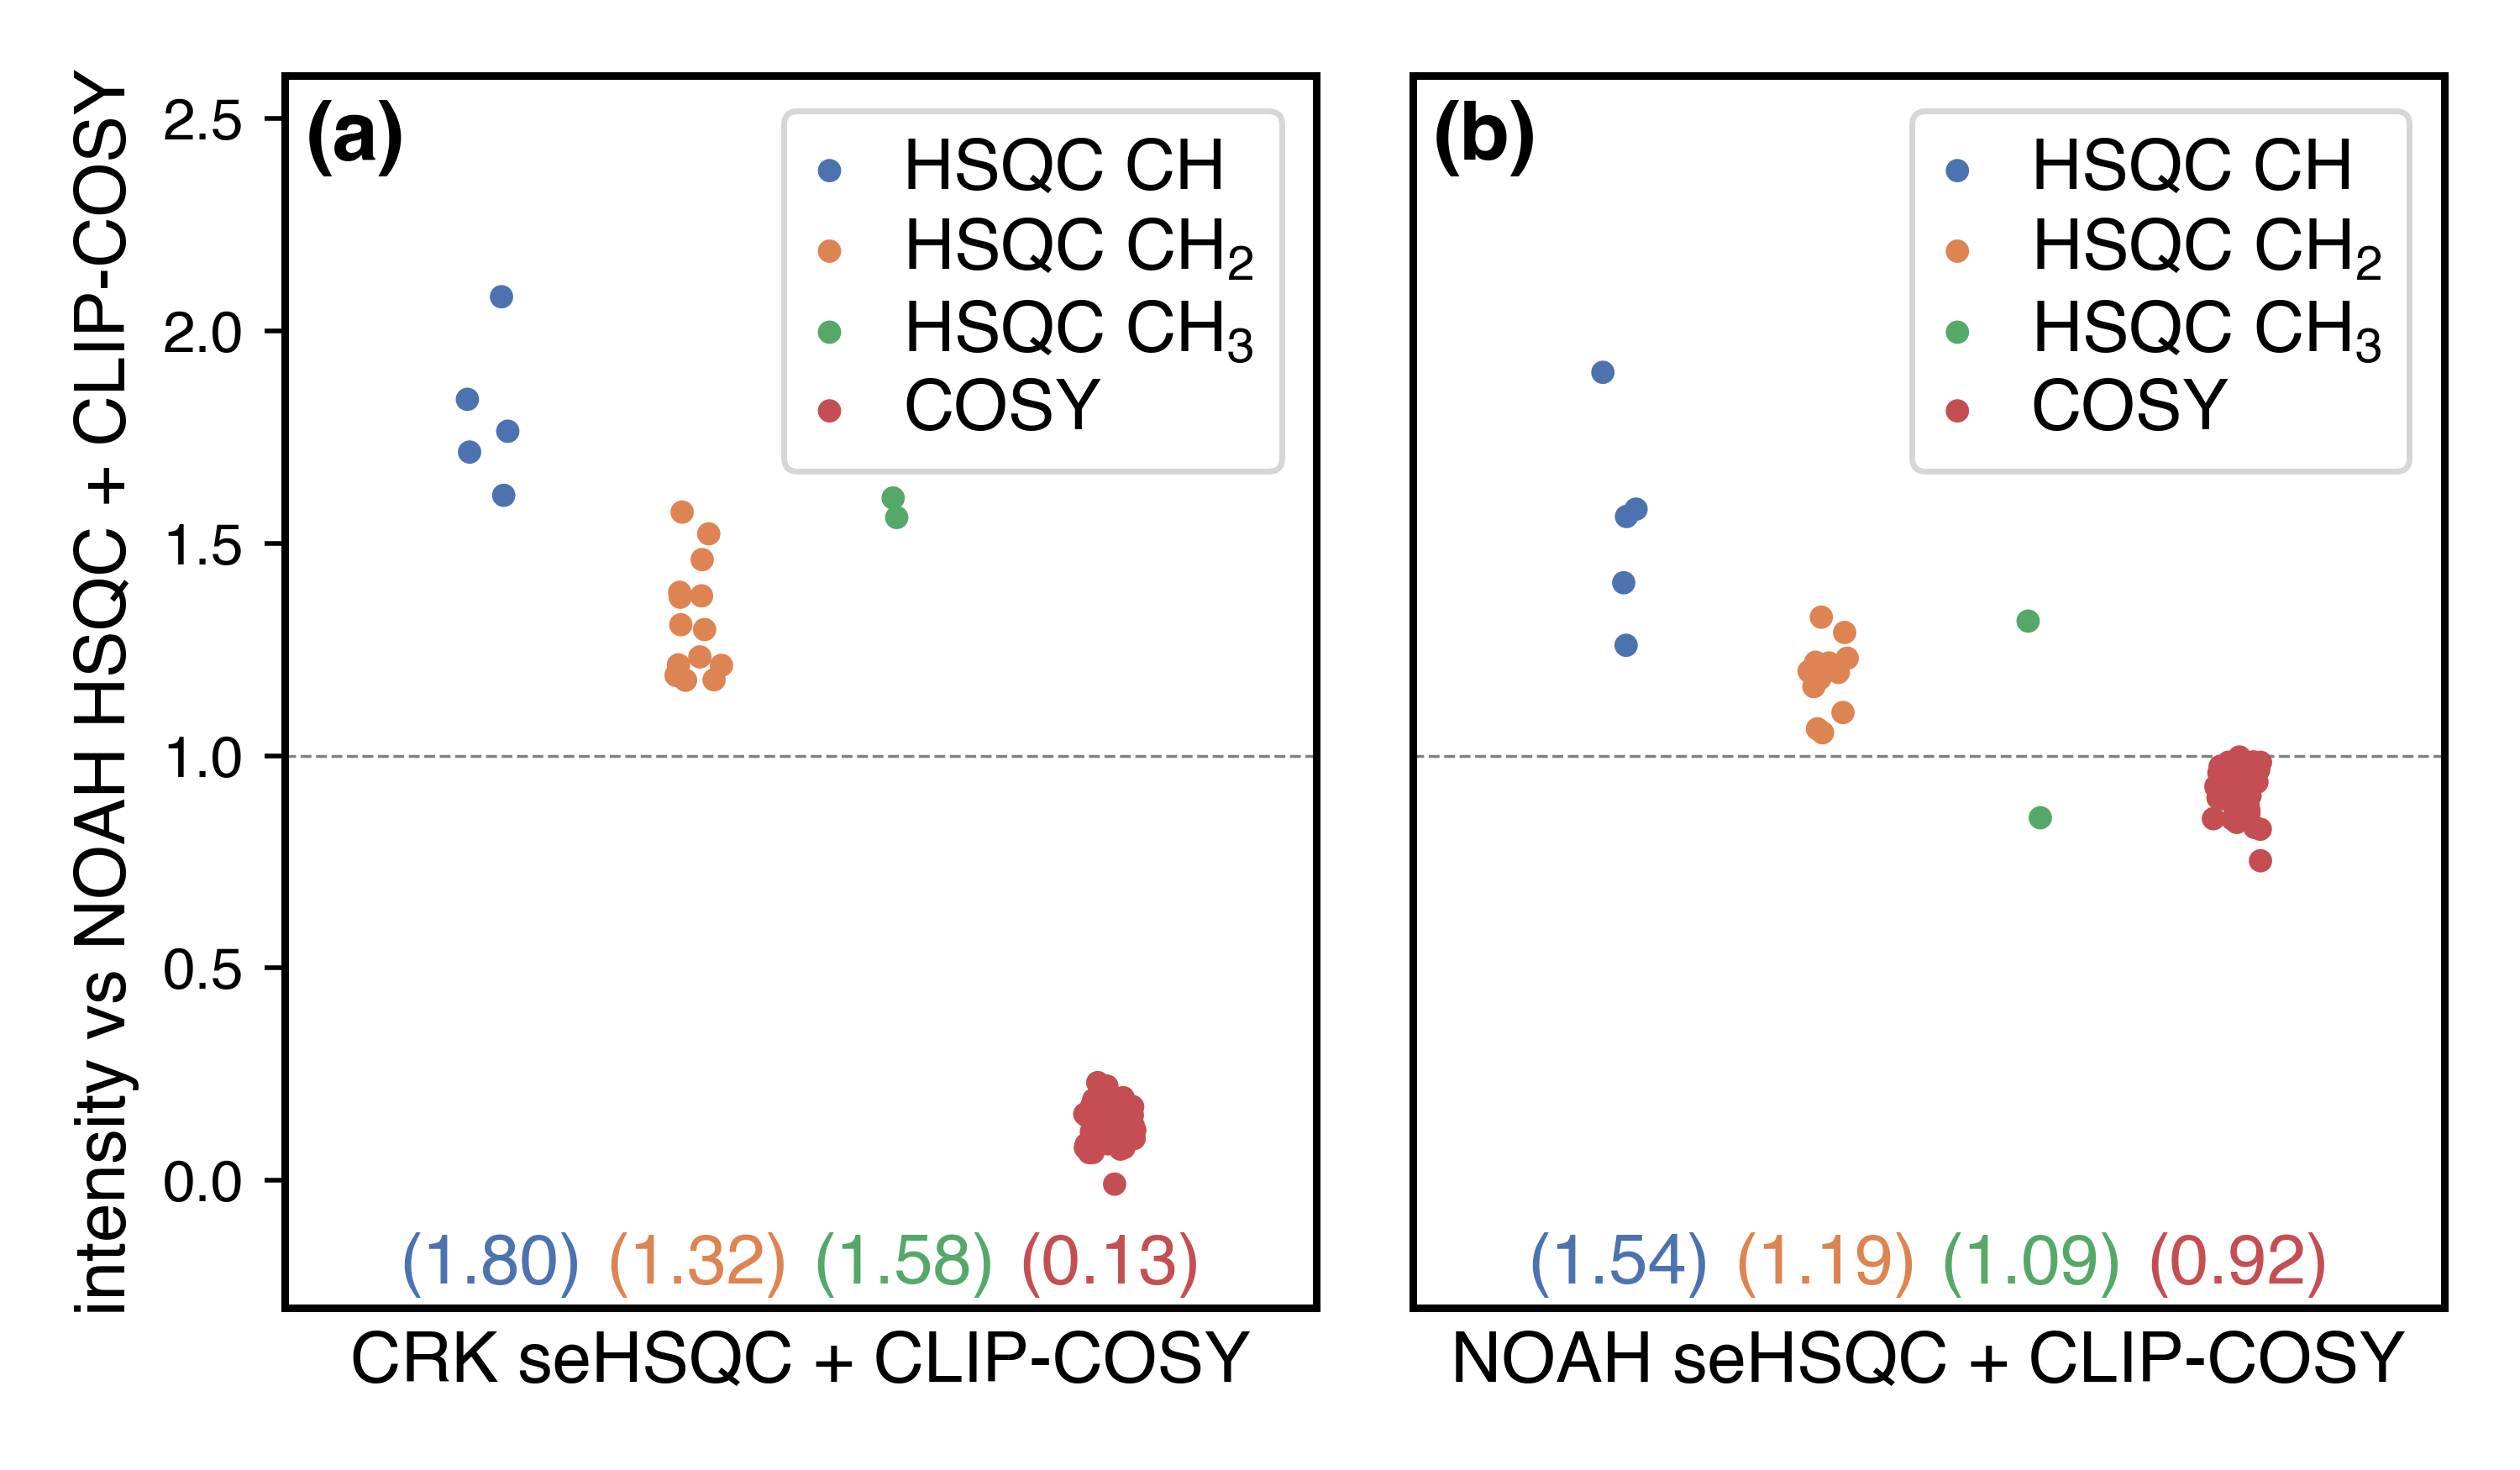 intensity vs NOAH HSQC + CLIP-COSY
2.5
2.0
1.5
1.0
0.5
0.0
(a)
HSQC CH
HSQC CH₂
HSQC CH₃
COSY
(1.80) (1.32) (1.58) (0.13)
CRK seHSQC + CLIP-COSY
(b)
HSQC CH
HSQC CH₂
HSQC CH₃
COSY
(1.54) (1.19) (1.09) (0.92)
NOAH seHSQC + CLIP-COSY